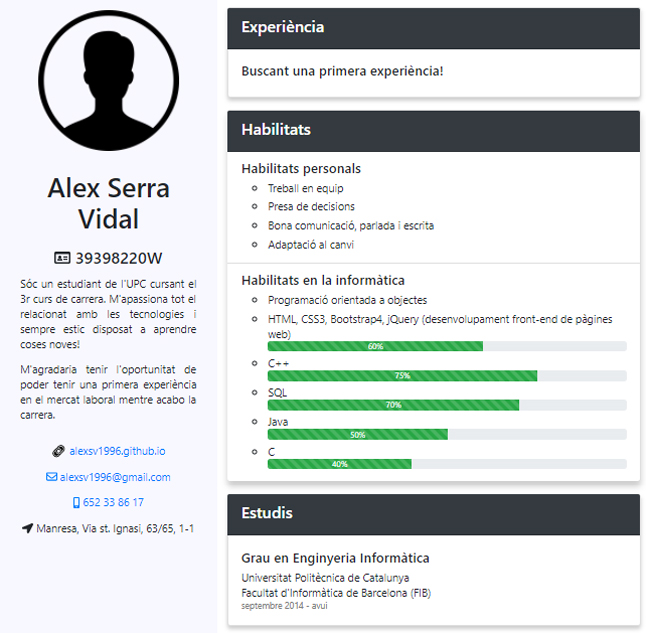 Alex Serra
Vidal
39398220W
Sóc un estudiant de l'UPC cursant el
3r curs de carrera. M'apassiona tot el
relacionat amb les tecnologies i
sempre estic disposat a aprendre
coses noves!
M'agradaria tenir l'oportunitat de
poder tenir una primera experiència
en el mercat laboral mentre acabo la
carrera.
alexsv1996.github.io
alexsv1996@gmail.com
652 33 86 17
Manresa, Via st. Ignasi, 63/65, 1-1
Experiència
Buscant una primera experiència!
Habilitats
Habilitats personals
Treball en equip
Presa de decisions
Bona comunicació, parlada i escrita
Adaptació al canvi
Habilitats en la informàtica
Programació orientada a objectes
HTML, CSS3, Bootstrap4, jQuery (desenvolupament front-end de pàgines
web)
60%
C++
75%
SQL
70%
Java
50%
C
40%
Estudis
Grau en Enginyeria Informàtica
Universitat Politècnica de Catalunya
Facultat d'Informàtica de Barcelona (FIB)
septembre 2014 - avui